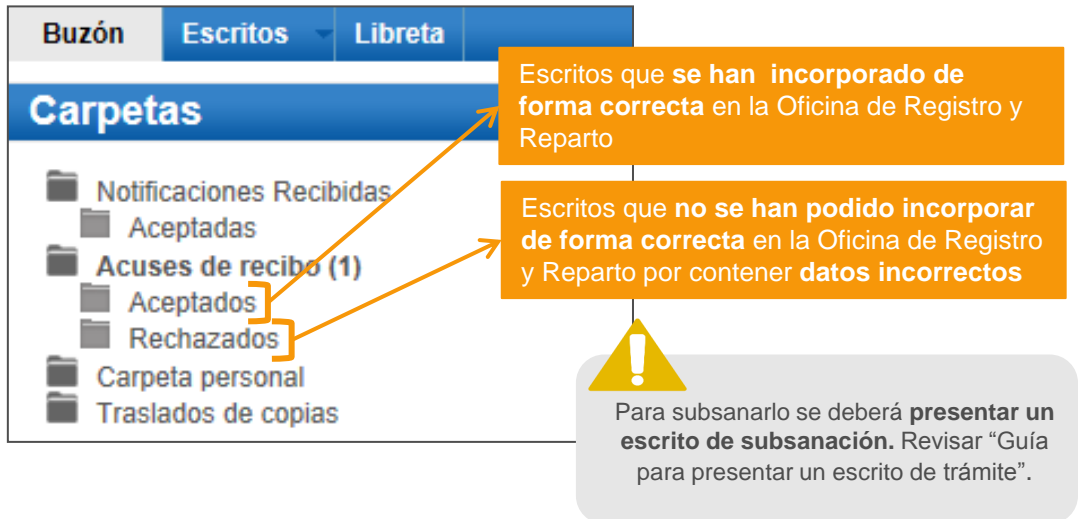 Buzón Escritos Libreta
Carpetas
Notificaciones Recibidas
Aceptadas
Acuses de recibo (1)
Aceptados
Rechazados
Carpeta personal
Traslados de copias
Escritos que se han incorporado de
forma correcta en la Oficina de Registro y
Reparto
Escritos que no se han podido incorporar
de forma correcta en la Oficina de Registro
y Reparto por contener datos incorrectos
Para subsanarlo se deberá presentar un
escrito de subsanación. Revisar “Guía
para presentar un escrito de trámite”.